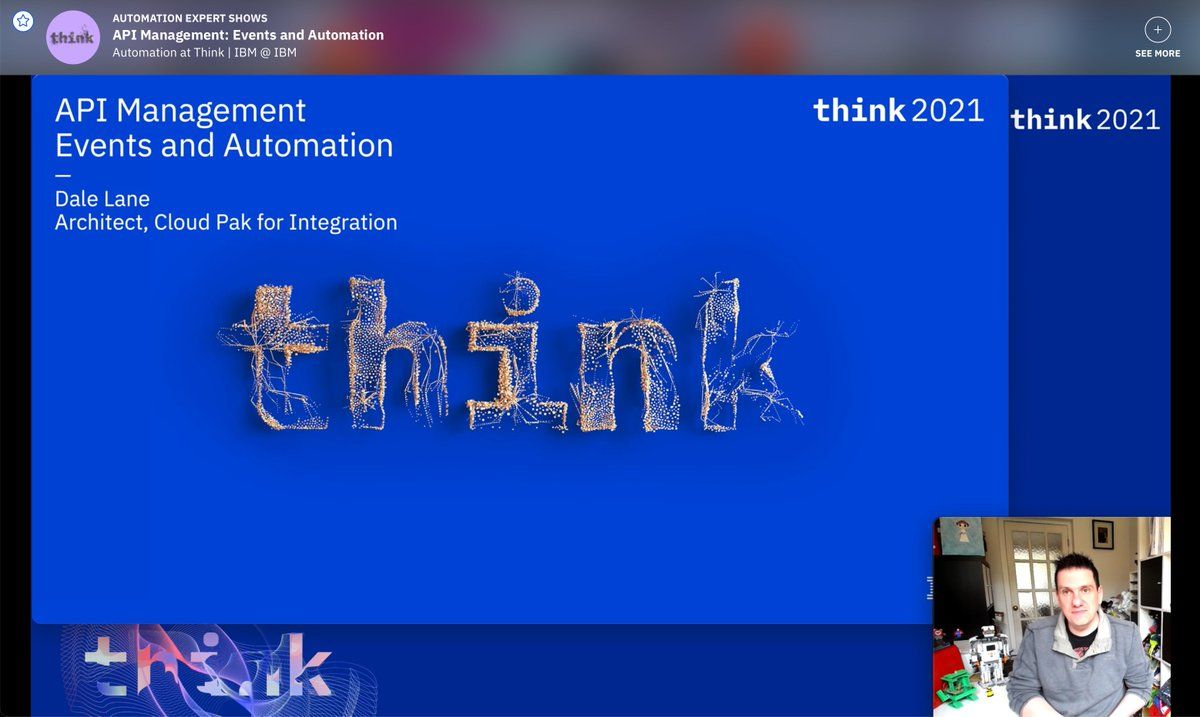 AUTOMATION EXPERT SHOWS
API Management: Events and Automation
Automation at Think | IBM @ IBM
think
SEE MORE
API Management
Events and Automation
Dale Lane
Architect, Cloud Pak for Integration
think 2021
think 2021
think
think